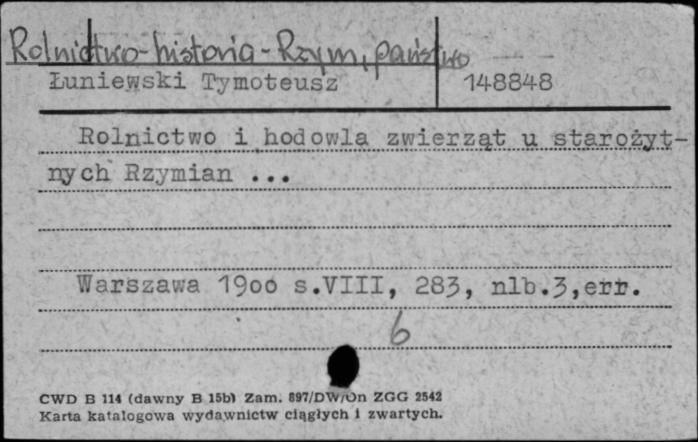 Rolnictwo-historia-Rzym, państwo
Łuniewski Tymoteusz 148848
Rolnictwo i hodowla zwierząt u starożyt-
nych Rzymian ...
Warszawa 1900 s.VIII, 283, nlb.3,err.
6
CWD B 114 (dawny B 15b) Zam. 897/DW/On ZGG 2542
Karta katalogowa wydawnictw ciągłych i zwartych.